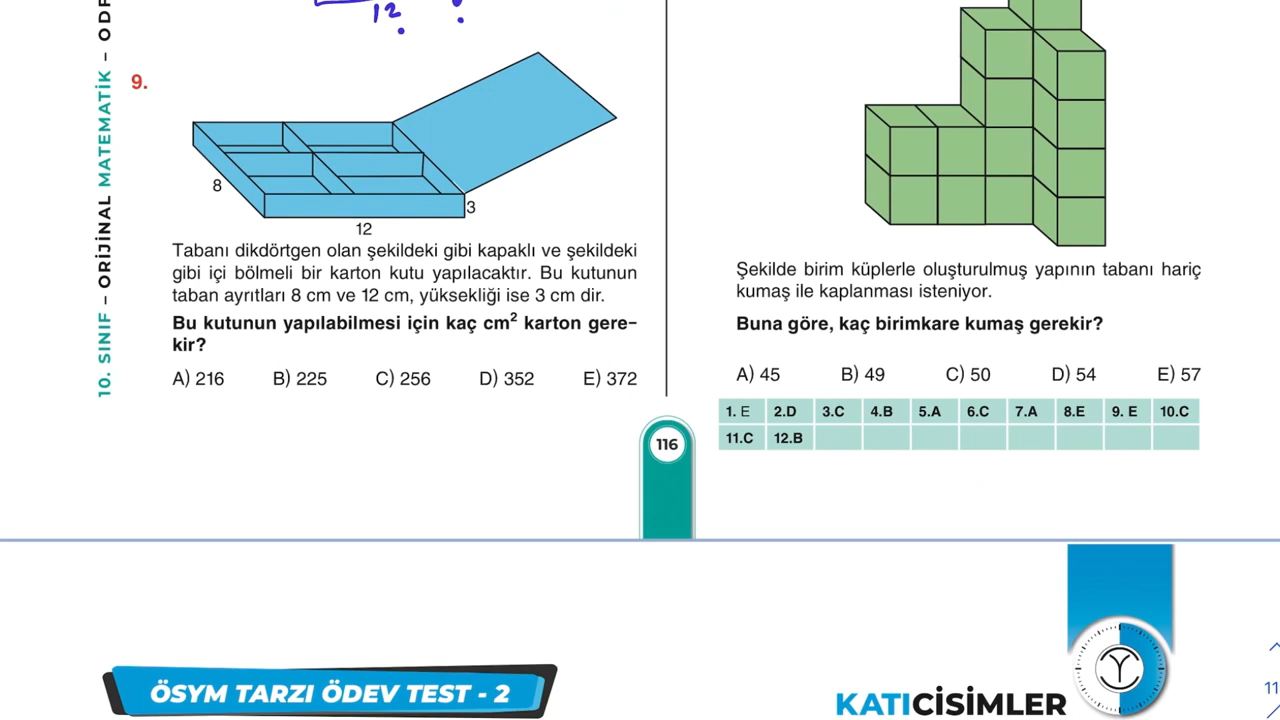 10. SINIF – ORİJİNAL MATEMATİK –
12
9.
8
3
12
Tabanı dikdörtgen olan şekildeki gibi kapaklı ve şekildeki
gibi içi bölmeli bir karton kutu yapılacaktır. Bu kutunun
taban ayrıtları 8 cm ve 12 cm, yüksekliği ise 3 cm dir.
Bu kutunun yapılabilmesi için kaç cm² karton gere–
kir?
A) 216 B) 225 C) 256 D) 352 E) 372
Şekilde birim küplerle oluşturulmuş yapının tabanı hariç
kumaş ile kaplanması isteniyor.
Buna göre, kaç birimkare kumaş gerekir?
A) 45 B) 49 C) 50 D) 54 E) 57
1. E 2.D 3.C 4.B 5.A 6.C 7.A 8.E 9. E 10.C
11.C 12.B
116
ÖSYM TARZI ÖDEV TEST - 2
KATICİSİMLER
11